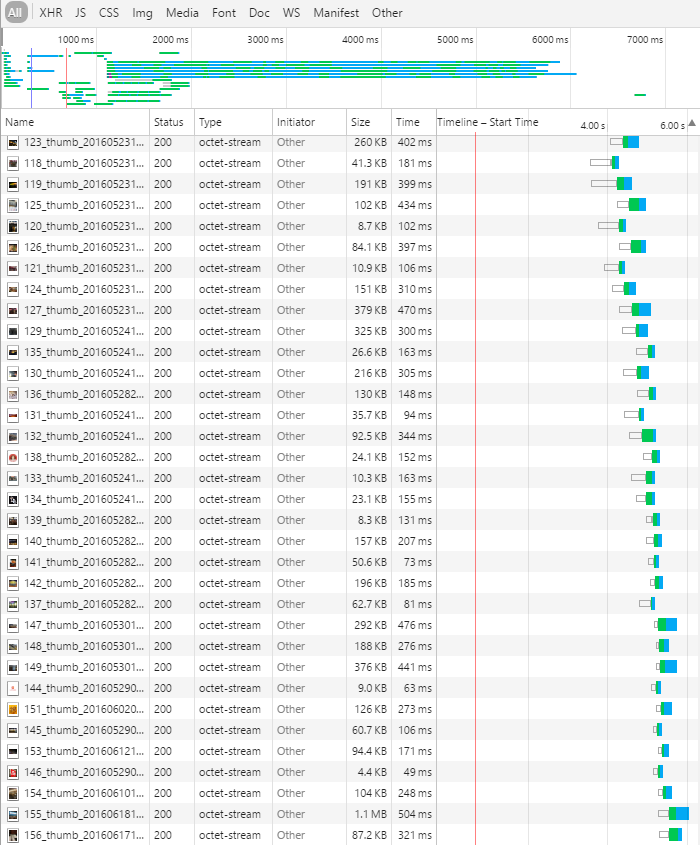 All XHR JS CSS Img Media Font Doc WS Manifest Other
1000 ms 2000 ms 3000 ms 4000 ms 5000 ms 6000 ms 7000 ms
Name Status Type Initiator Size Time Timeline – Start Time 4.00 s 6.00 s
123_thumb_201605231... 200 octet-stream Other 260 KB 402 ms
118_thumb_201605231... 200 octet-stream Other 41.3 KB 181 ms
119_thumb_201605231... 200 octet-stream Other 191 KB 399 ms
125_thumb_201605231... 200 octet-stream Other 102 KB 434 ms
120_thumb_201605231... 200 octet-stream Other 8.7 KB 102 ms
126_thumb_201605231... 200 octet-stream Other 84.1 KB 397 ms
121_thumb_201605231... 200 octet-stream Other 10.9 KB 106 ms
124_thumb_201605231... 200 octet-stream Other 151 KB 310 ms
127_thumb_201605231... 200 octet-stream Other 379 KB 470 ms
129_thumb_201605241... 200 octet-stream Other 325 KB 300 ms
135_thumb_201605241... 200 octet-stream Other 26.6 KB 163 ms
130_thumb_201605241... 200 octet-stream Other 216 KB 305 ms
136_thumb_201605282... 200 octet-stream Other 130 KB 148 ms
131_thumb_201605241... 200 octet-stream Other 35.7 KB 94 ms
132_thumb_201605241... 200 octet-stream Other 92.5 KB 344 ms
138_thumb_201605282... 200 octet-stream Other 24.1 KB 152 ms
133_thumb_201605241... 200 octet-stream Other 10.3 KB 163 ms
134_thumb_201605241... 200 octet-stream Other 23.1 KB 155 ms
139_thumb_201605282... 200 octet-stream Other 8.3 KB 131 ms
140_thumb_201605282... 200 octet-stream Other 157 KB 207 ms
141_thumb_201605282... 200 octet-stream Other 50.6 KB 73 ms
142_thumb_201605282... 200 octet-stream Other 196 KB 185 ms
137_thumb_201605282... 200 octet-stream Other 62.7 KB 81 ms
147_thumb_201605301... 200 octet-stream Other 292 KB 476 ms
148_thumb_201605301... 200 octet-stream Other 188 KB 276 ms
149_thumb_201605301... 200 octet-stream Other 376 KB 441 ms
144_thumb_201605290... 200 octet-stream Other 9.0 KB 63 ms
151_thumb_201606020... 200 octet-stream Other 126 KB 273 ms
145_thumb_201605290... 200 octet-stream Other 60.7 KB 106 ms
153_thumb_201606121... 200 octet-stream Other 94.4 KB 171 ms
146_thumb_201605290... 200 octet-stream Other 4.4 KB 49 ms
154_thumb_201606101... 200 octet-stream Other 104 KB 248 ms
155_thumb_201606181... 200 octet-stream Other 1.1 MB 504 ms
156_thumb_201606171... 200 octet-stream Other 87.2 KB 321 ms